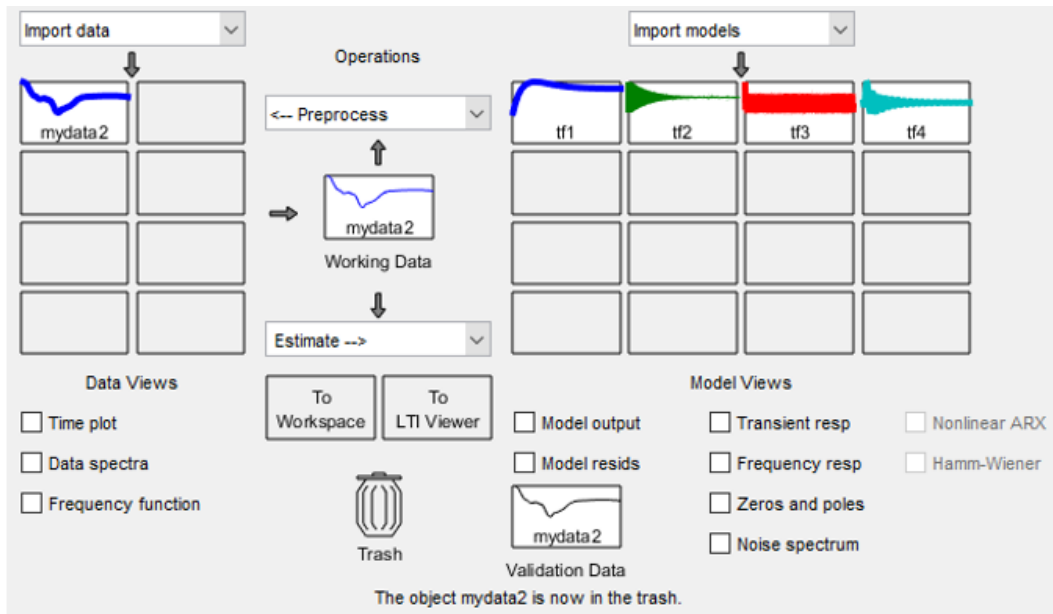 Import data
Import models
Operations
mydata2
<-- Preprocess
tf1
tf2
tf3
tf4
mydata2
Working Data
Estimate -->
Data Views
Model Views
To
Workspace
To
LTI Viewer
Time plot
Data spectra
Frequency function
Model output
Transient resp
Nonlinear ARX
Model resids
Frequency resp
Hamm-Wiener
Zeros and poles
Noise spectrum
Trash
mydata2
Validation Data
The object mydata2 is now in the trash.